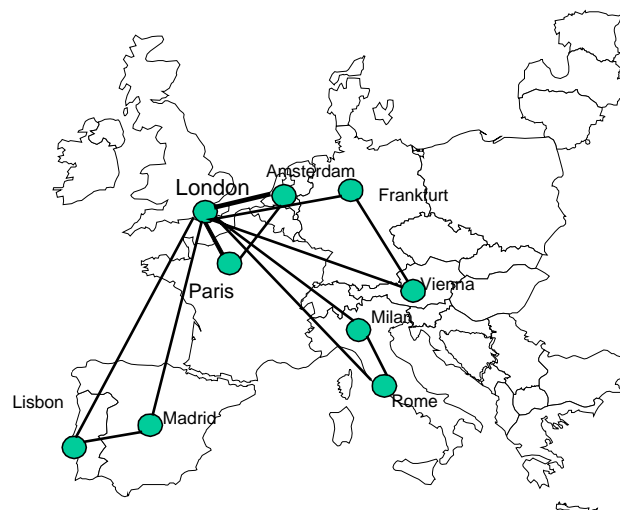 Amsterdam
London
Frankfurt
Paris
Vienna
Milan
Lisbon
Rome
Madrid